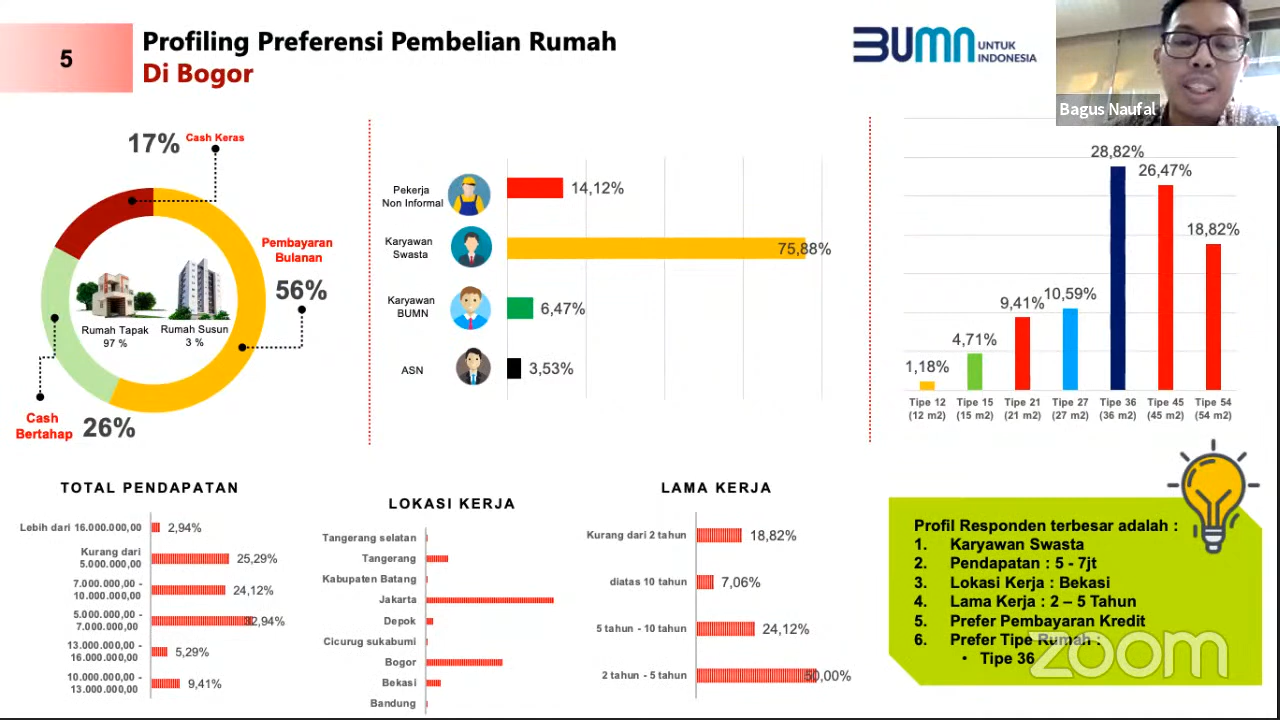 5
Profiling Preferensi Pembelian Rumah
Di Bogor
BUMN
UNTUK
INDONESIA
Bagus Naufal
17%
Cash Keras
Pembayaran
Bulanan
56%
Rumah Tapak
97 %
Rumah Susun
3 %
Cash
Bertahap
26%
Pekerja
Non Informal
14,12%
Karyawan
Swasta
75,88%
Karyawan
BUMN
6,47%
ASN
3,53%
1,18%
4,71%
9,41%
10,59%
28,82%
26,47%
18,82%
Tipe 12
(12 m2)
Tipe 15
(15 m2)
Tipe 21
(21 m2)
Tipe 27
(27 m2)
Tipe 36
(36 m2)
Tipe 45
(45 m2)
Tipe 54
(54 m2)
TOTAL PENDAPATAN
Lebih dari 16.000.000,00
2,94%
Kurang dari
5.000.000,00
25,29%
7.000.000,00 -
10.000.000,00
24,12%
5.000.000,00 -
7.000.000,00
32,94%
13.000.000,00 -
16.000.000,00
5,29%
10.000.000,00 -
13.000.000,00
9,41%
LOKASI KERJA
Tangerang selatan
Tangerang
Kabupaten Batang
Jakarta
Depok
Cicurug sukabumi
Bogor
Bekasi
Bandung
LAMA KERJA
Kurang dari 2 tahun
18,82%
diatas 10 tahun
7,06%
5 tahun - 10 tahun
24,12%
2 tahun - 5 tahun
50,00%
Profil Responden terbesar adalah :
1. Karyawan Swasta
2. Pendapatan : 5 - 7jt
3. Lokasi Kerja : Bekasi
4. Lama Kerja : 2 – 5 Tahun
5. Prefer Pembayaran Kredit
6. Prefer Tipe Rumah :
• Tipe 36
zoom